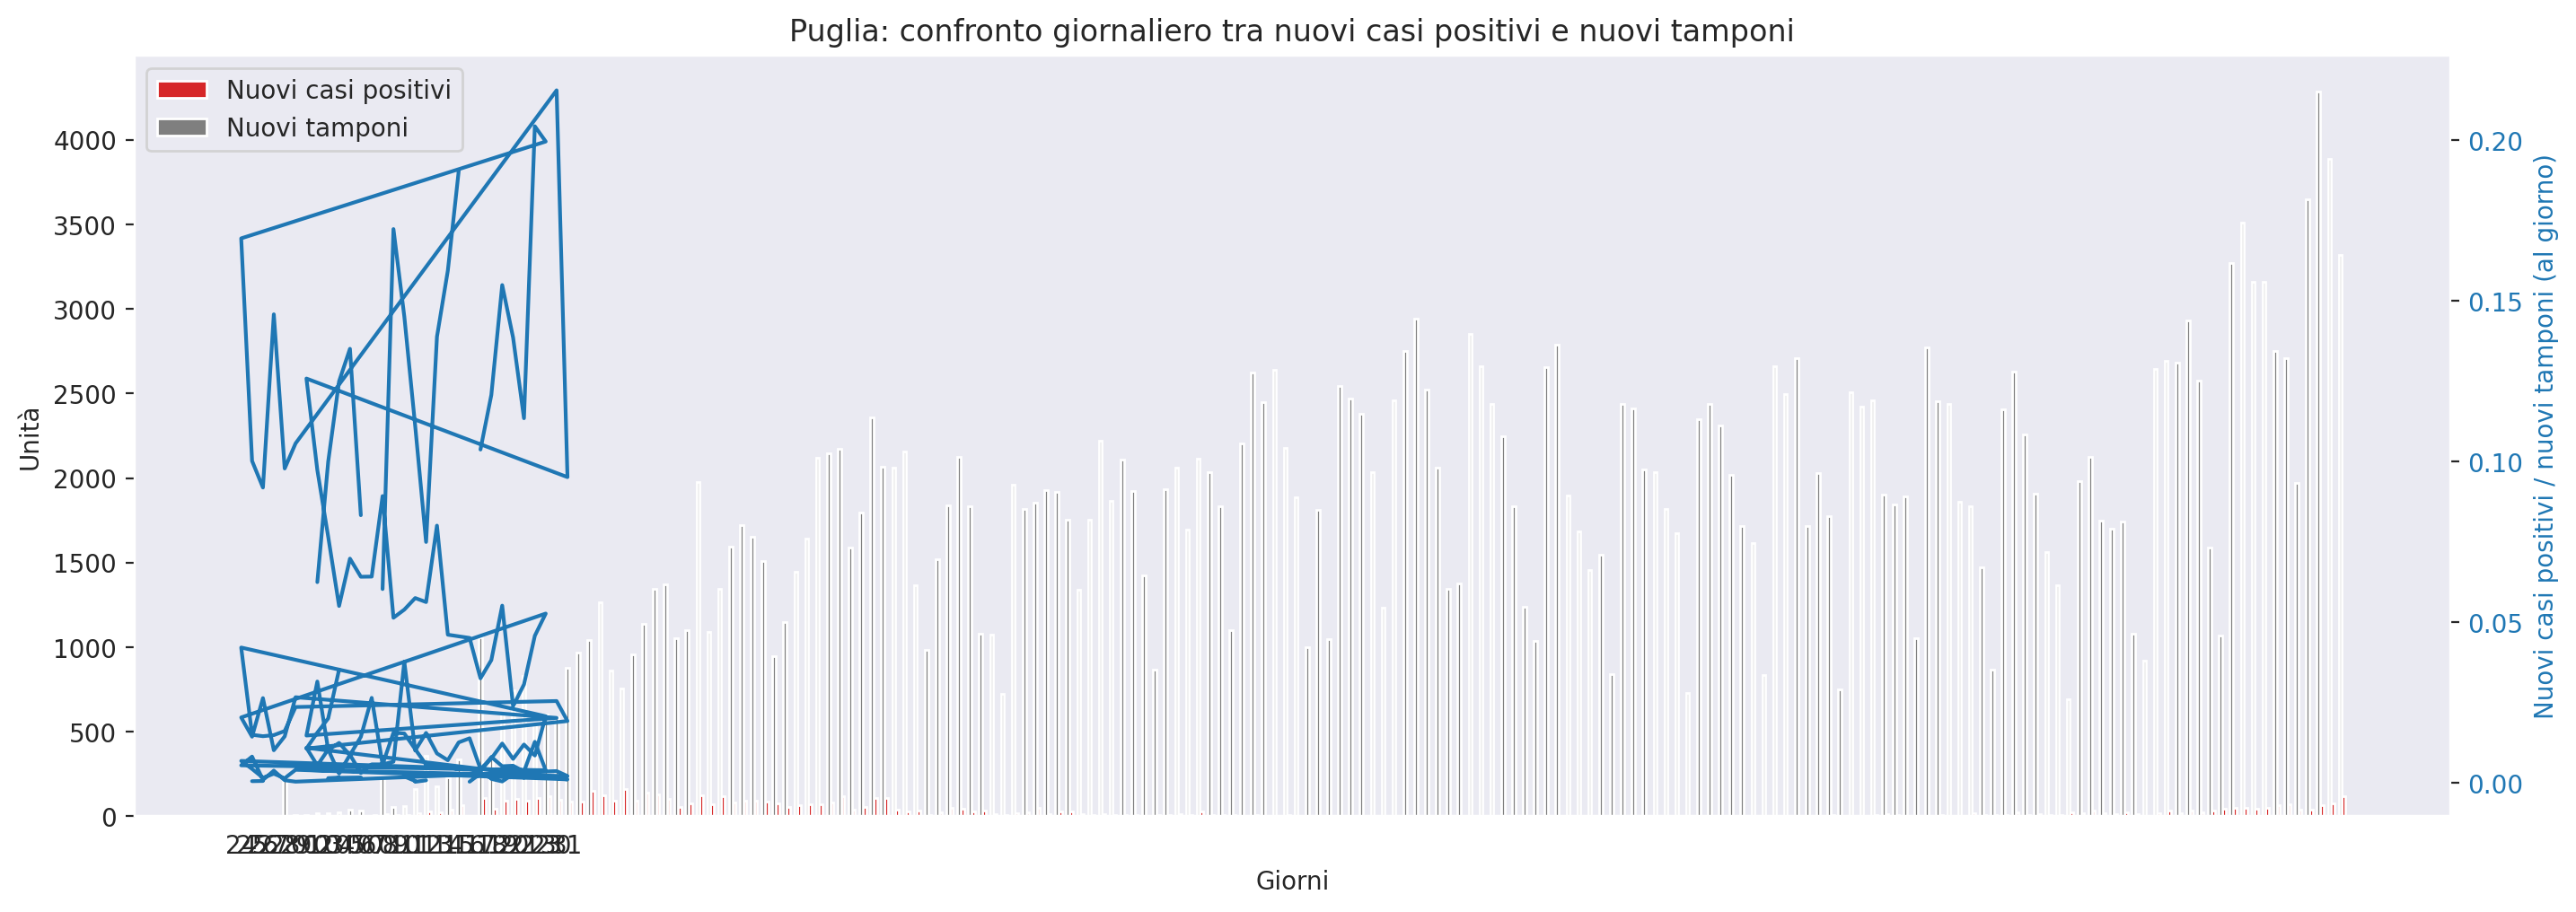 Puglia: confronto giornaliero tra nuovi casi positivi e nuovi tamponi
Nuovi casi positivi
Nuovi tamponi
4000
3500
3000
2500
2000
1500
1000
500
0
Unità
0.20
0.15
0.10
0.05
0.00
Nuovi casi positivi / nuovi tamponi (al giorno)
Giorni